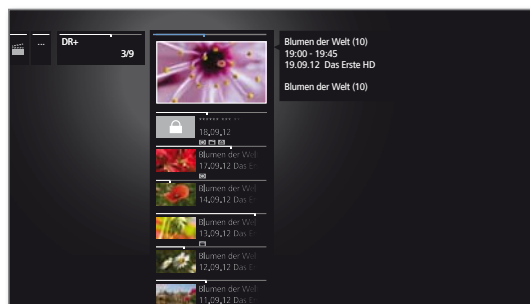 ...
DR+
3/9
Blumen der Welt (10)
19:00 - 19:45
19.09.12 Das Erste HD
Blumen der Welt (10)
****** ***
18.09.12
Blumen der Wel
17.09.12 Das E
Blumen der Wel
14.09.12 Das E
Blumen der Wel
13.09.12 Das E
Blumen der Wel
12.09.12 Das E
Blumen der Wel
11.09.12 Das E